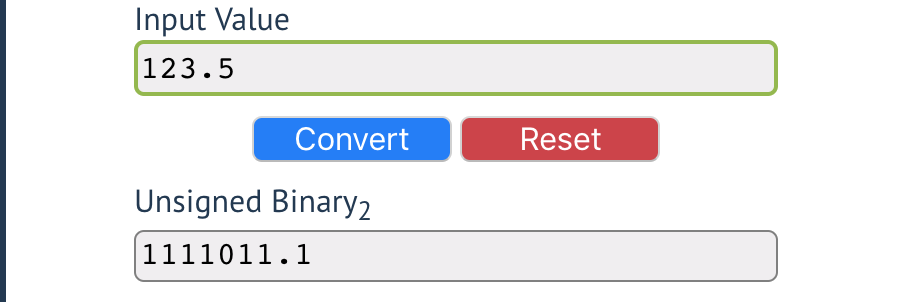 Input Value
123.5
Convert Reset
Unsigned Binary₂
1111011.1